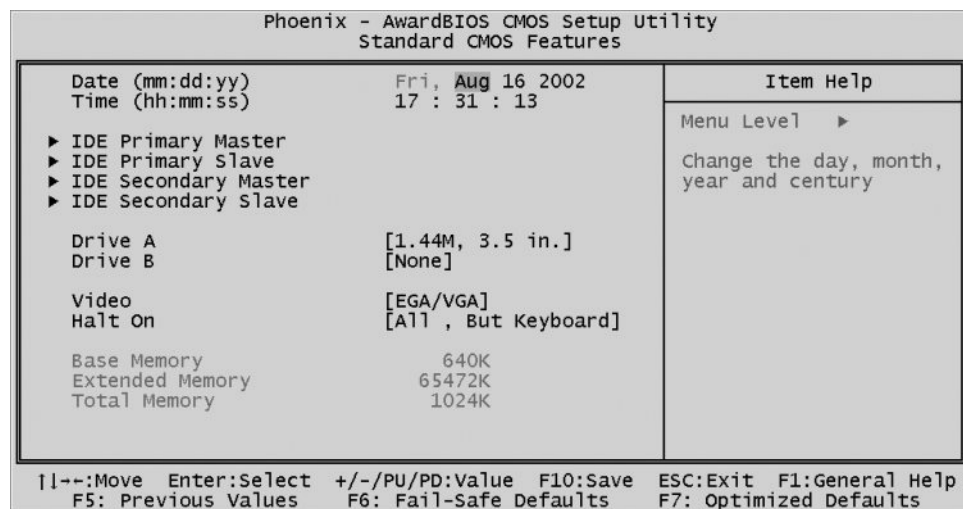 Phoenix - AwardBIOS CMOS Setup Utility
Standard CMOS Features
Date (mm:dd:yy) Fri, Aug 16 2002
Time (hh:mm:ss) 17 : 31 : 13
▶ IDE Primary Master
▶ IDE Primary Slave
▶ IDE Secondary Master
▶ IDE Secondary Slave
Drive A [1.44M, 3.5 in.]
Drive B [None]
Video [EGA/VGA]
Halt On [All , But Keyboard]
Base Memory 640K
Extended Memory 65472K
Total Memory 1024K
Item Help
Menu Level ▶
Change the day, month,
year and century
↑↓→←:Move Enter:Select +/-/PU/PD:Value F10:Save ESC:Exit F1:General Help
F5: Previous Values F6: Fail-Safe Defaults F7: Optimized Defaults